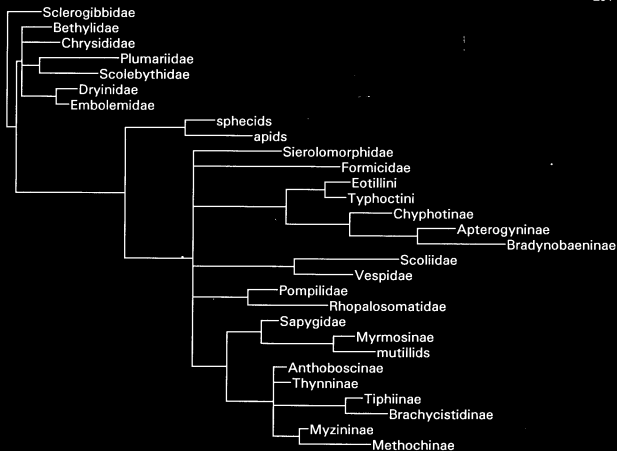 Sclerogibbidae
Bethylidae
Chrysididae
Plumariidae
Scolebythidae
Dryinidae
Embolemidae
sphecids
apids
Sierolomorphidae
Formicidae
Eotillini
Typhoctini
Chyphotinae
Apterogyninae
Bradynobaeninae
Scoliidae
Vespidae
Pompilidae
Rhopalosomatidae
Sapygidae
Myrmosinae
mutillids
Anthoboscinae
Thynninae
Tiphiinae
Brachycistidinae
Myzininae
Methochinae